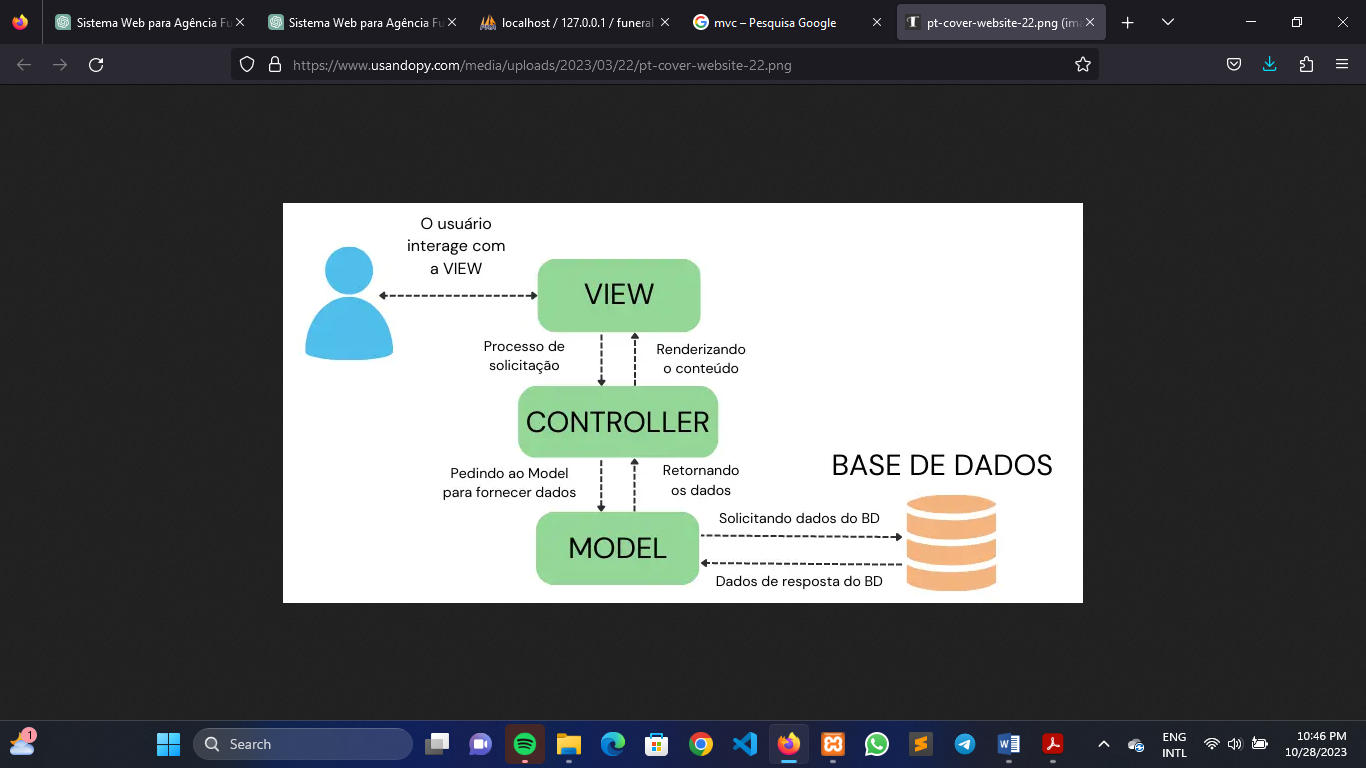 Sistema Web para Agência Fu
Sistema Web para Agência Fu
localhost / 127.0.0.1 / funeral
mvc – Pesquisa Google
pt-cover-website-22.png (ima
https://www.usandopy.com/media/uploads/2023/03/22/pt-cover-website-22.png
O usuário
interage com
a VIEW
VIEW
Processo de
solicitação
Renderizando
o conteúdo
CONTROLLER
Pedindo ao Model
para fornecer dados
Retornando
os dados
BASE DE DADOS
MODEL
Solicitando dados do BD
Dados de resposta do BD
1
Search
ENG
INTL
10:46 PM
10/28/2023